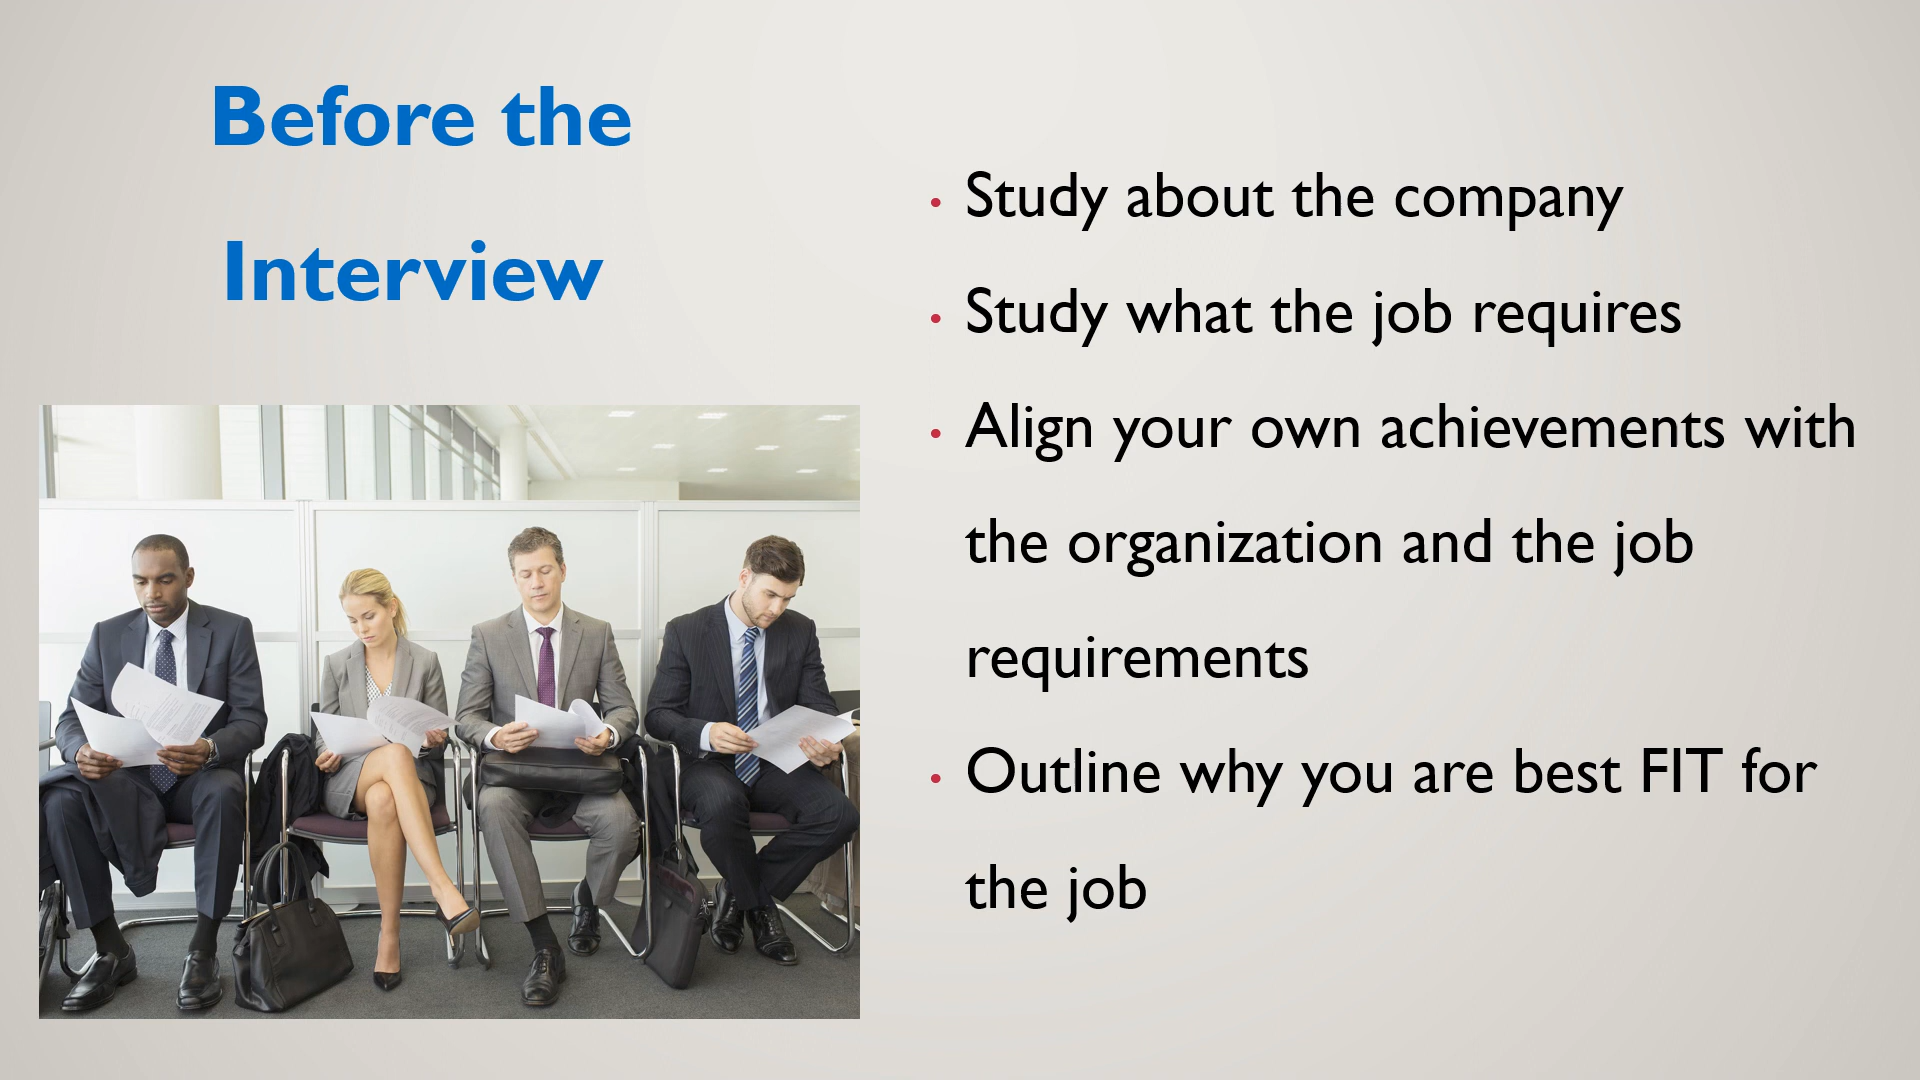 Before the
Interview
• Study about the company
• Study what the job requires
• Align your own achievements with
the organization and the job
requirements
• Outline why you are best FIT for
the job